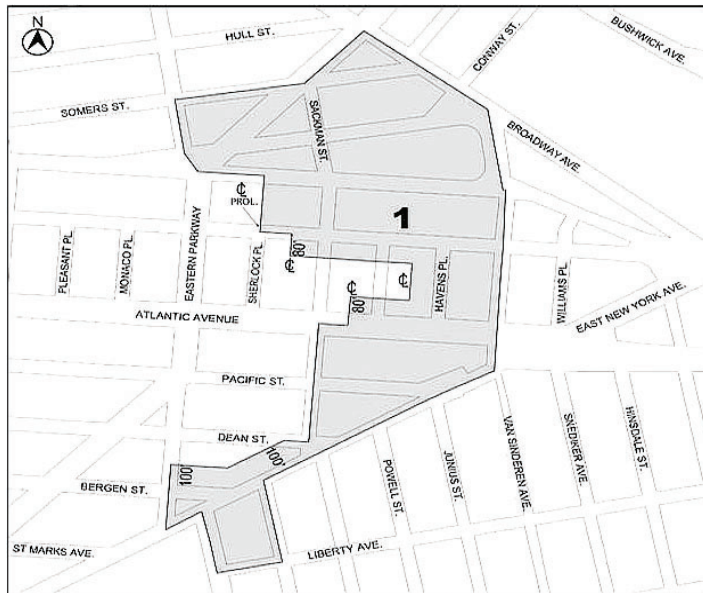 N
HULL ST.
CONWAY ST.
BUSHWICK AVE.
SOMERS ST.
SACKMAN ST.
BROADWAY AVE.
℄
PROL.
1
PLEASANT PL.
MONACO PL.
EASTERN PARKWAY
SHERLOCK PL.
80'
℄
℄
℄
80'
HAVENS PL.
WILLIAMS PL.
EAST NEW YORK AVE.
ATLANTIC AVENUE
PACIFIC ST.
DEAN ST.
100'
100'
BERGEN ST.
POWELL ST.
JUNIUS ST.
VAN SINDEREN AVE.
SNEDIKER AVE.
HINSDALE ST.
ST MARKS AVE.
LIBERTY AVE.